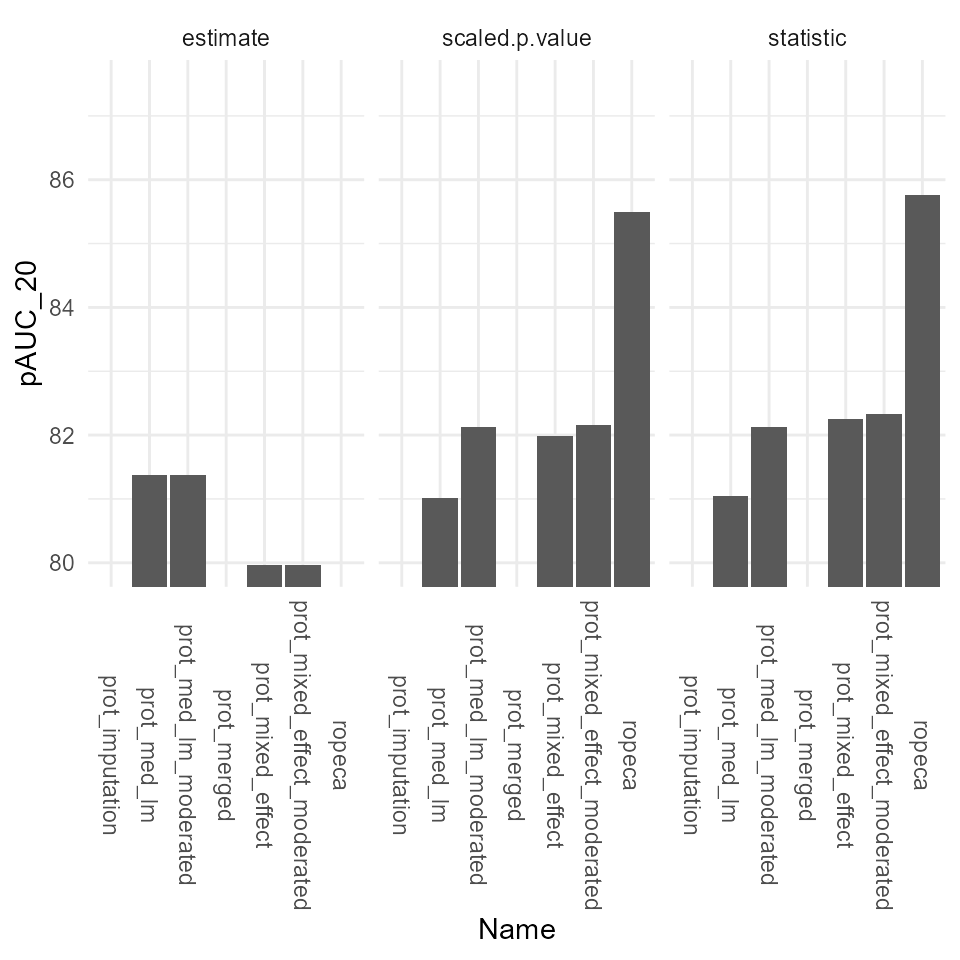 estimate
scaled.p.value
statistic
pAUC_20
86
84
82
80
prot_imputation
prot_med_lm
prot_med_lm_moderated
prot_merged
prot_mixed_effect
prot_mixed_effect_moderated
ropeca
prot_imputation
prot_med_lm
prot_med_lm_moderated
prot_merged
prot_mixed_effect
prot_mixed_effect_moderated
ropeca
prot_imputation
prot_med_lm
prot_med_lm_moderated
prot_merged
prot_mixed_effect
prot_mixed_effect_moderated
ropeca
Name